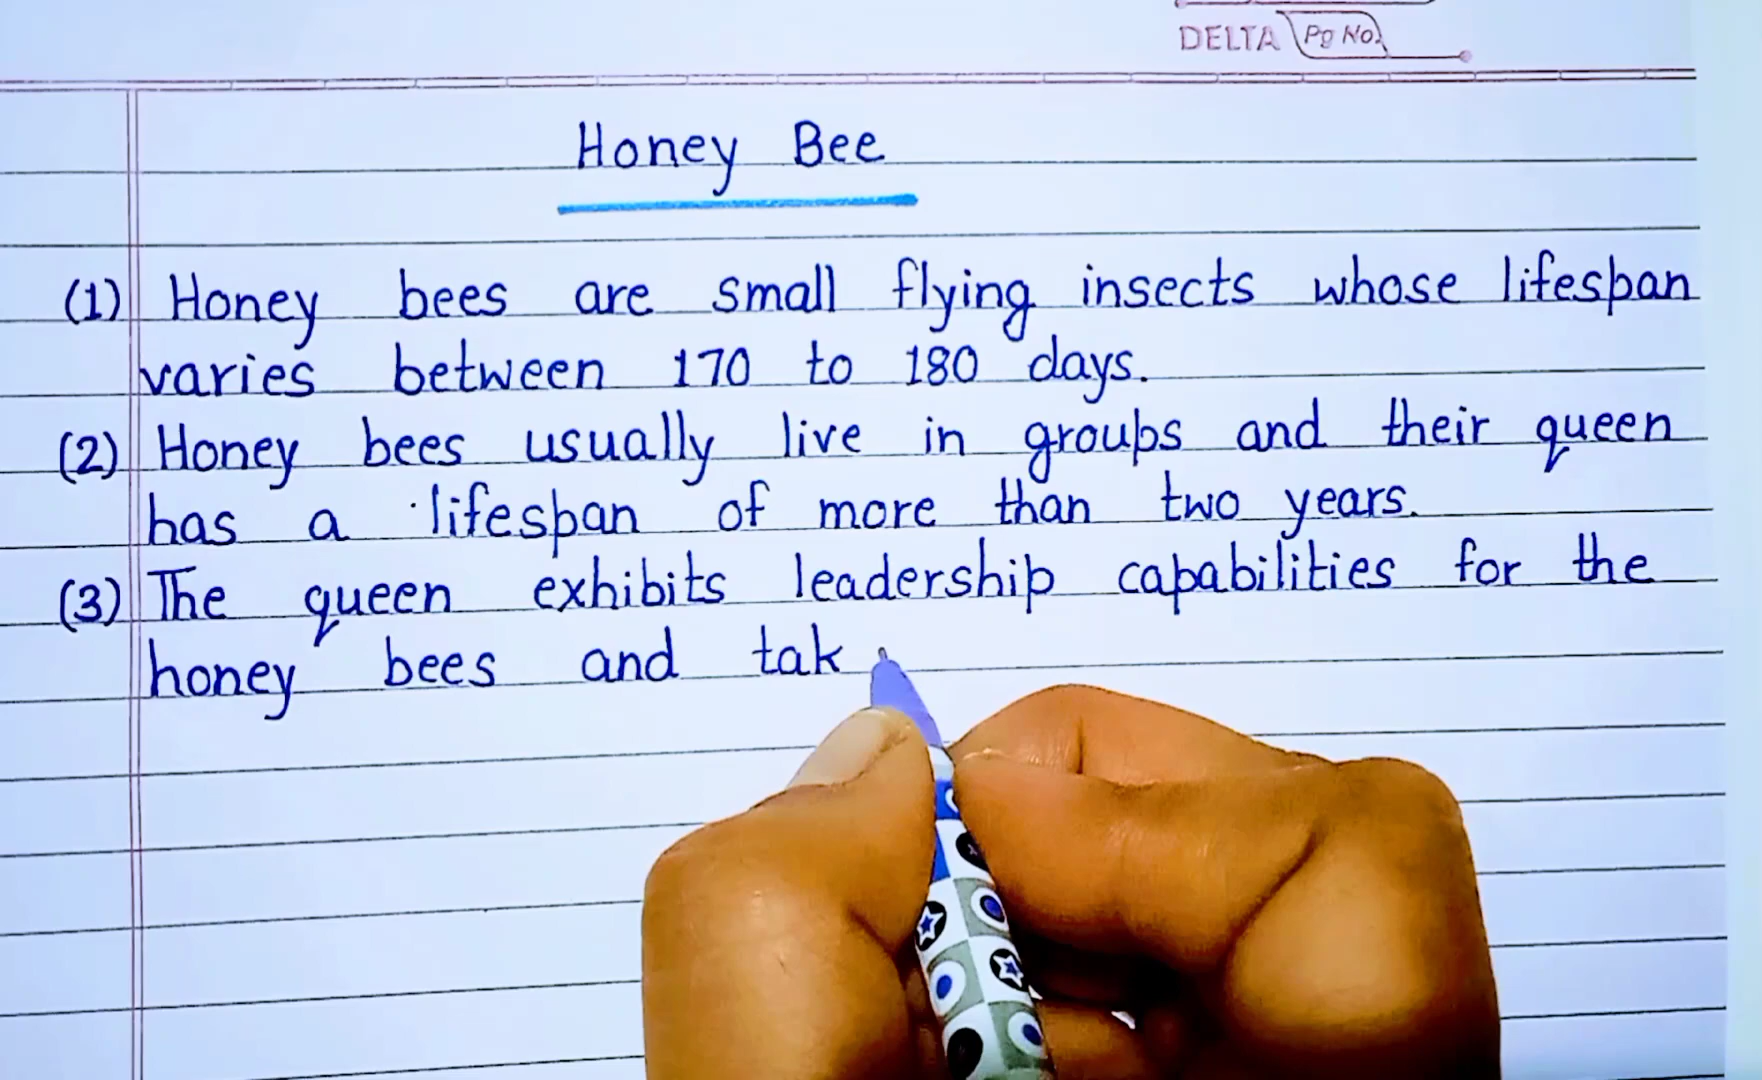 DELTA Pg No.
Honey Bee
(1) Honey bees are small flying insects whose lifespan
varies between 170 to 180 days.
(2) Honey bees usually live in groups and their queen
has a lifespan of more than two years.
(3) The queen exhibits leadership capabilities for the
honey bees and tak